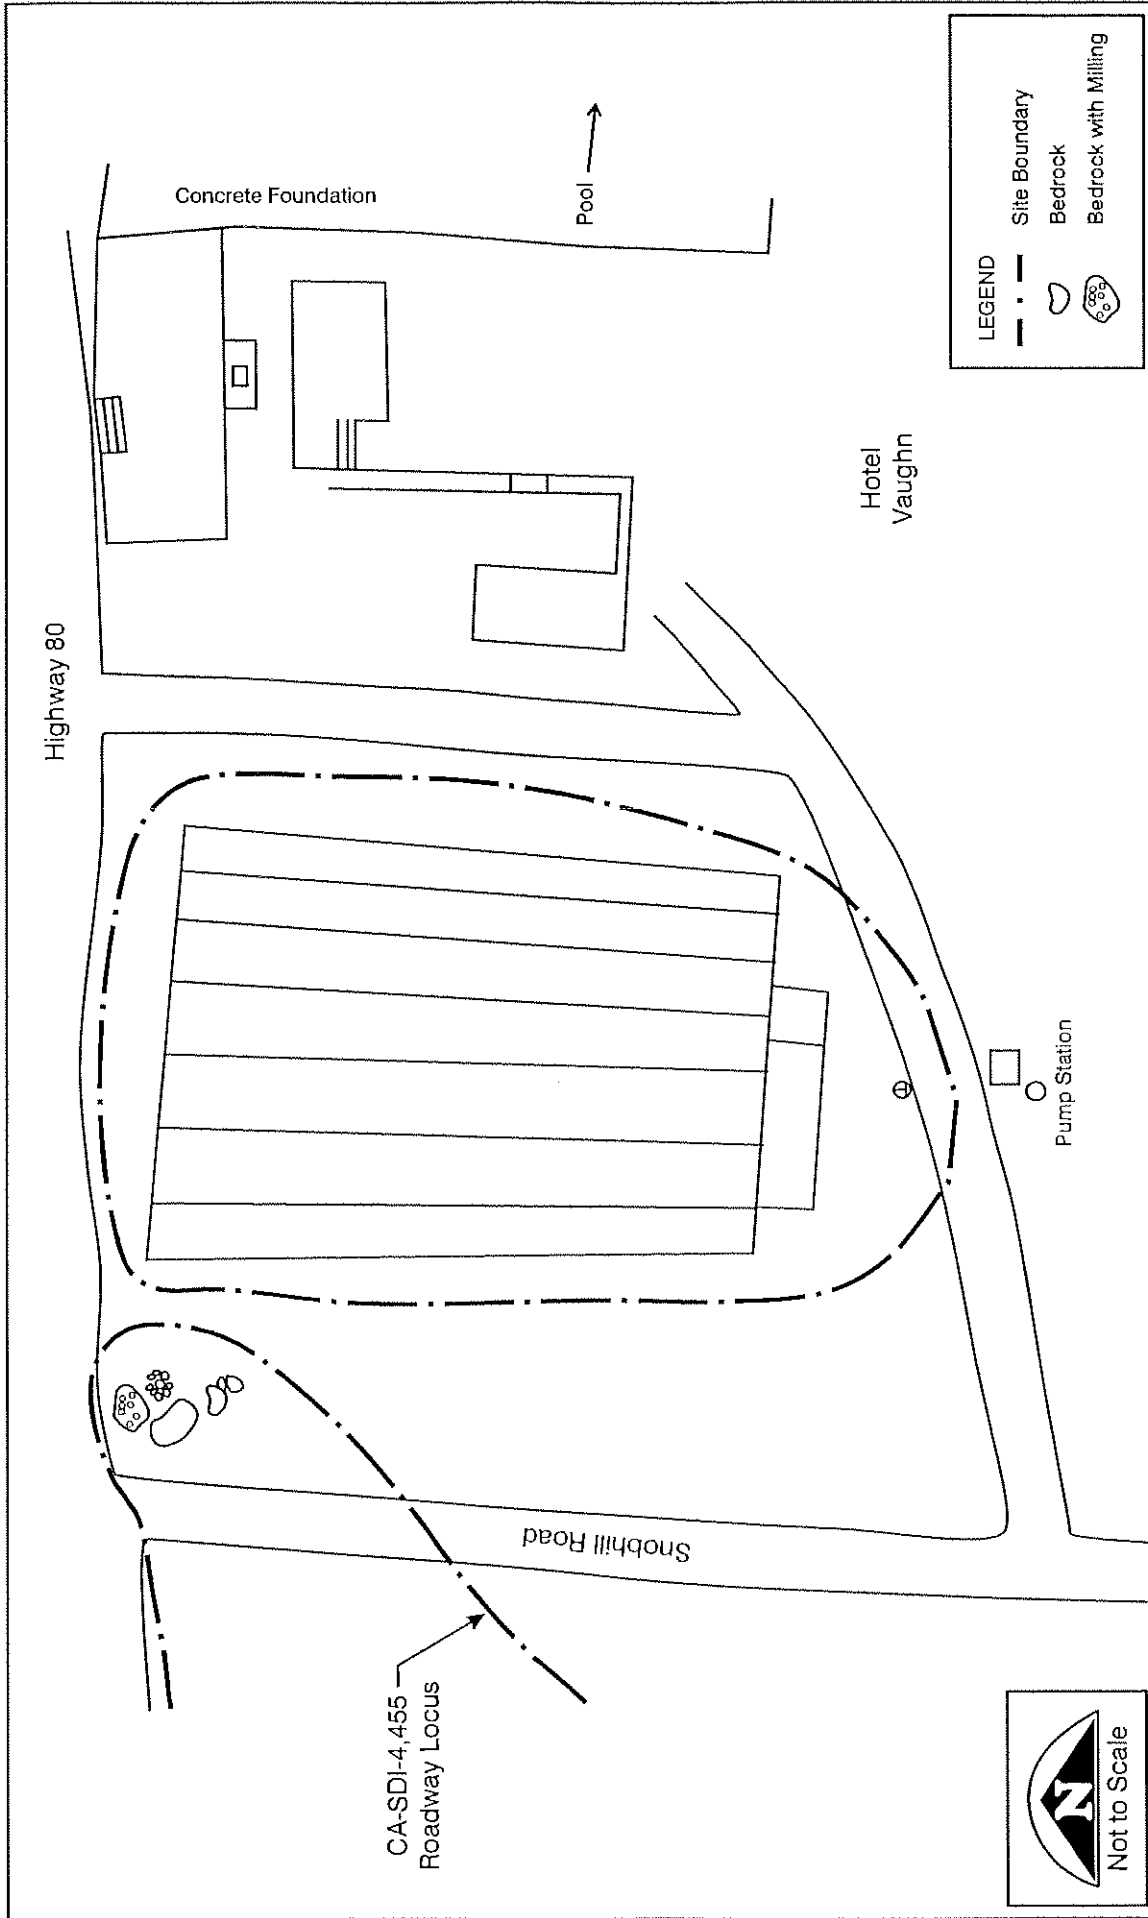 Highway 80
Concrete Foundation
Pool
Hotel
Vaughn
CA-SDI-4,455
Roadway Locus
Snobhill Road
Pump Station
LEGEND
Site Boundary
Bedrock
Bedrock with Milling
N
Not to Scale